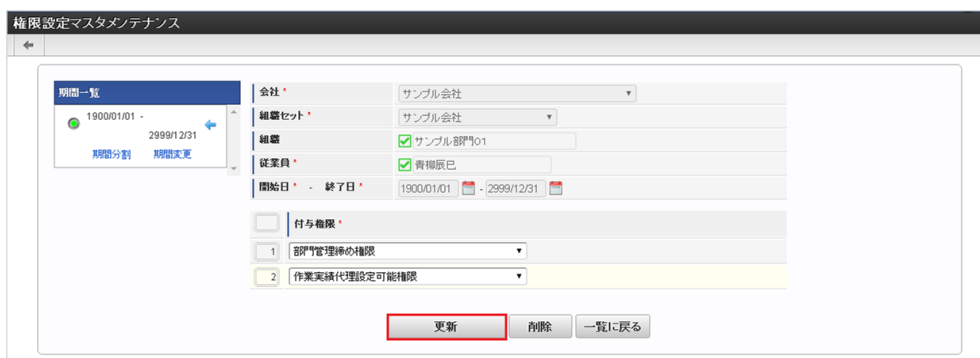 権限設定マスタメンテナンス
期間一覧
1900/01/01 -
2999/12/31
期間分割 期間変更
会社 * サンプル会社
組織セット * サンプル会社
組織 サンプル部門01
従業員 * 青柳辰巳
開始日 * - 終了日 * 1900/01/01 - 2999/12/31
付与権限 *
1 部門管理締め権限
2 作業実績代理設定可能権限
更新 削除 一覧に戻る